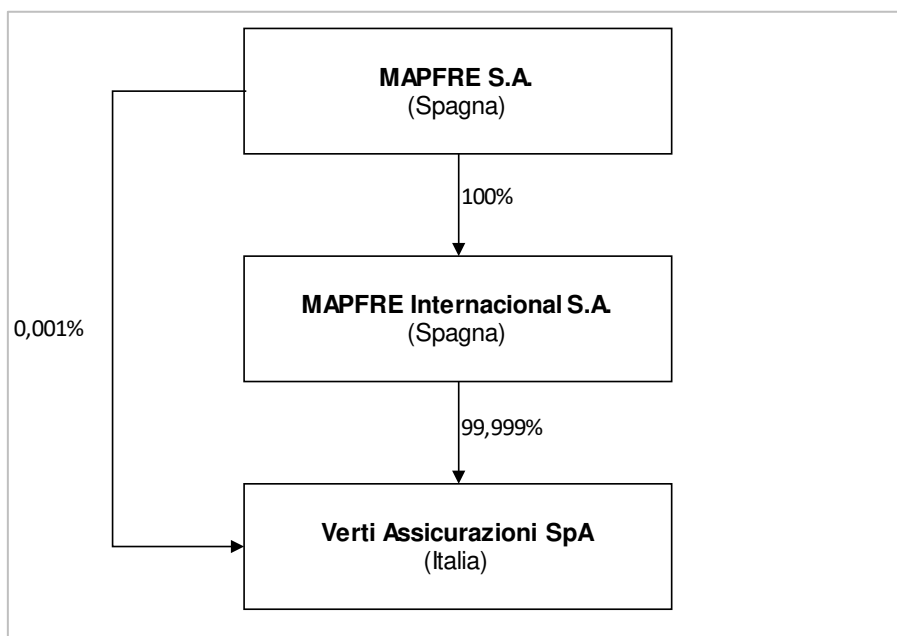 MAPFRE S.A.
(Spagna)
100%
MAPFRE Internacional S.A.
(Spagna)
0,001%
99,999%
Verti Assicurazioni SpA
(Italia)